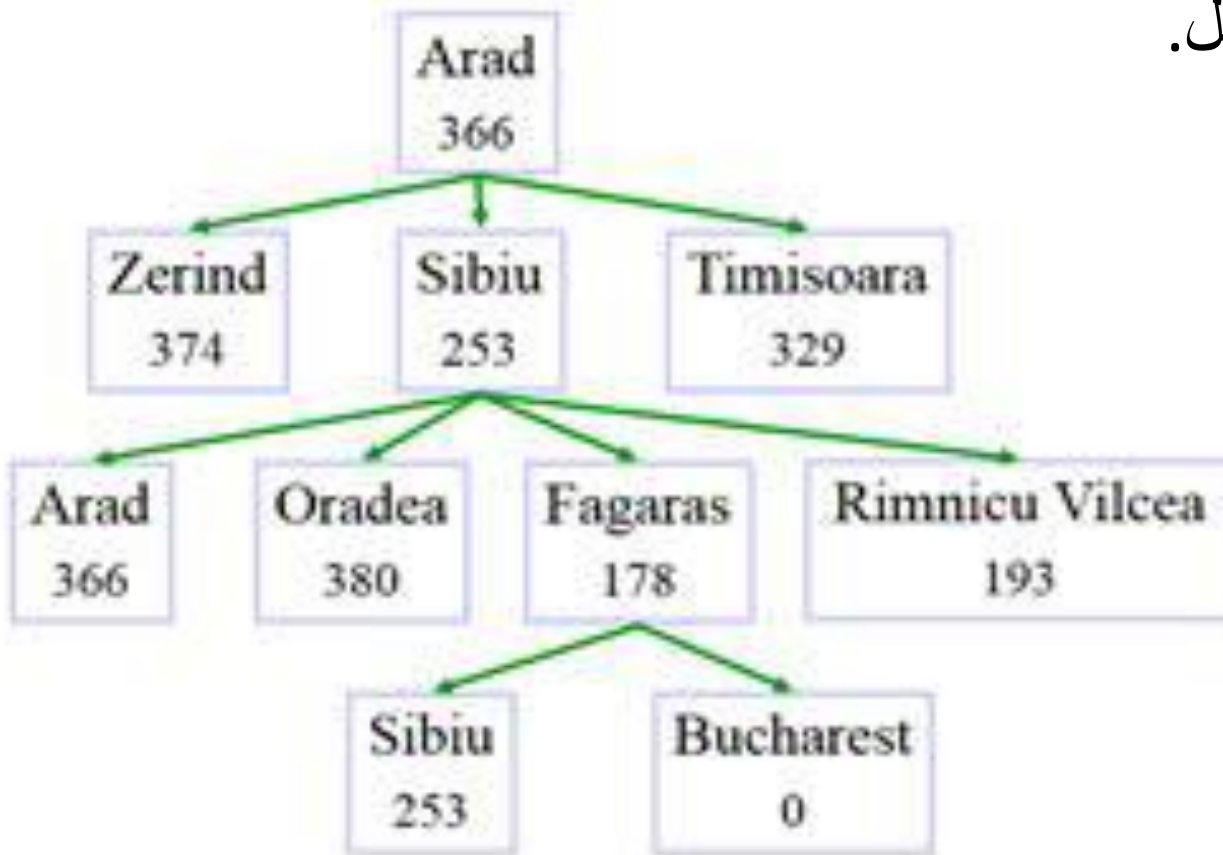 Arad
366
Zerind
374
Sibiu
253
Timisoara
329
Arad
366
Oradea
380
Fagaras
178
Rimnicu Vilcea
193
Sibiu
253
Bucharest
0